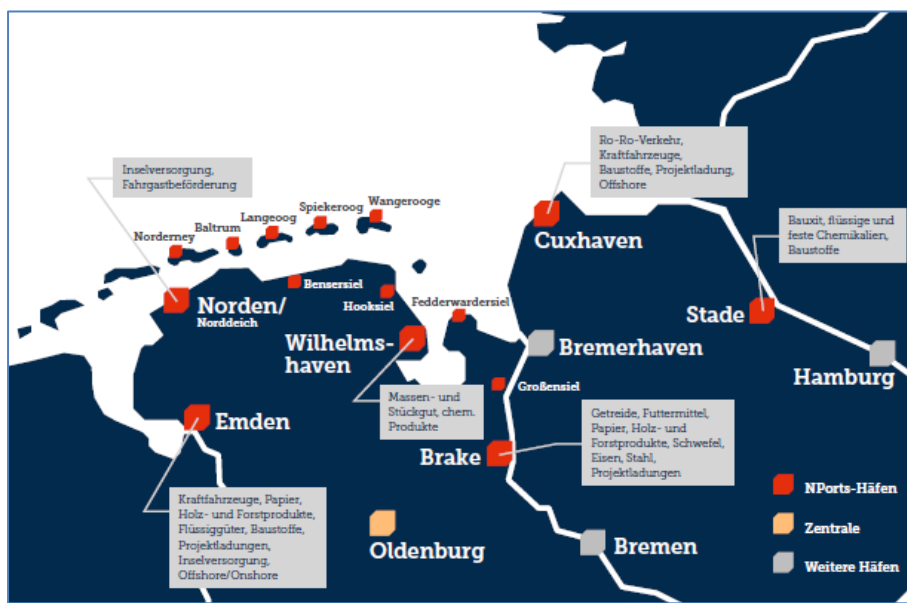 Inselversorgung,
Fahrgastbeförderung
Ro-Ro-Verkehr,
Kraftfahrzeuge,
Baustoffe, Projektladung,
Offshore
Wangerooge
Spiekeroog
Langeoog
Baltrum
Norderney
Cuxhaven
Bauxit, flüssige und
feste Chemikalien,
Baustoffe
Bensersiel
Hooksiel
Fedderwardersiel
Norden/
Norddeich
Stade
Wilhelms-
haven
Bremerhaven
Hamburg
Großensiel
Massen- und
Stückgut, chem.
Produkte
Emden
Brake
Getreide, Futtermittel,
Papier, Holz- und
Forstprodukte, Schwefel,
Eisen, Stahl,
Projektladungen
Kraftfahrzeuge, Papier,
Holz- und Forstprodukte,
Flüssiggüter, Baustoffe,
Projektladungen,
Inselversorgung,
Offshore/Onshore
Oldenburg
Bremen
NPorts-Häfen
Zentrale
Weitere Häfen